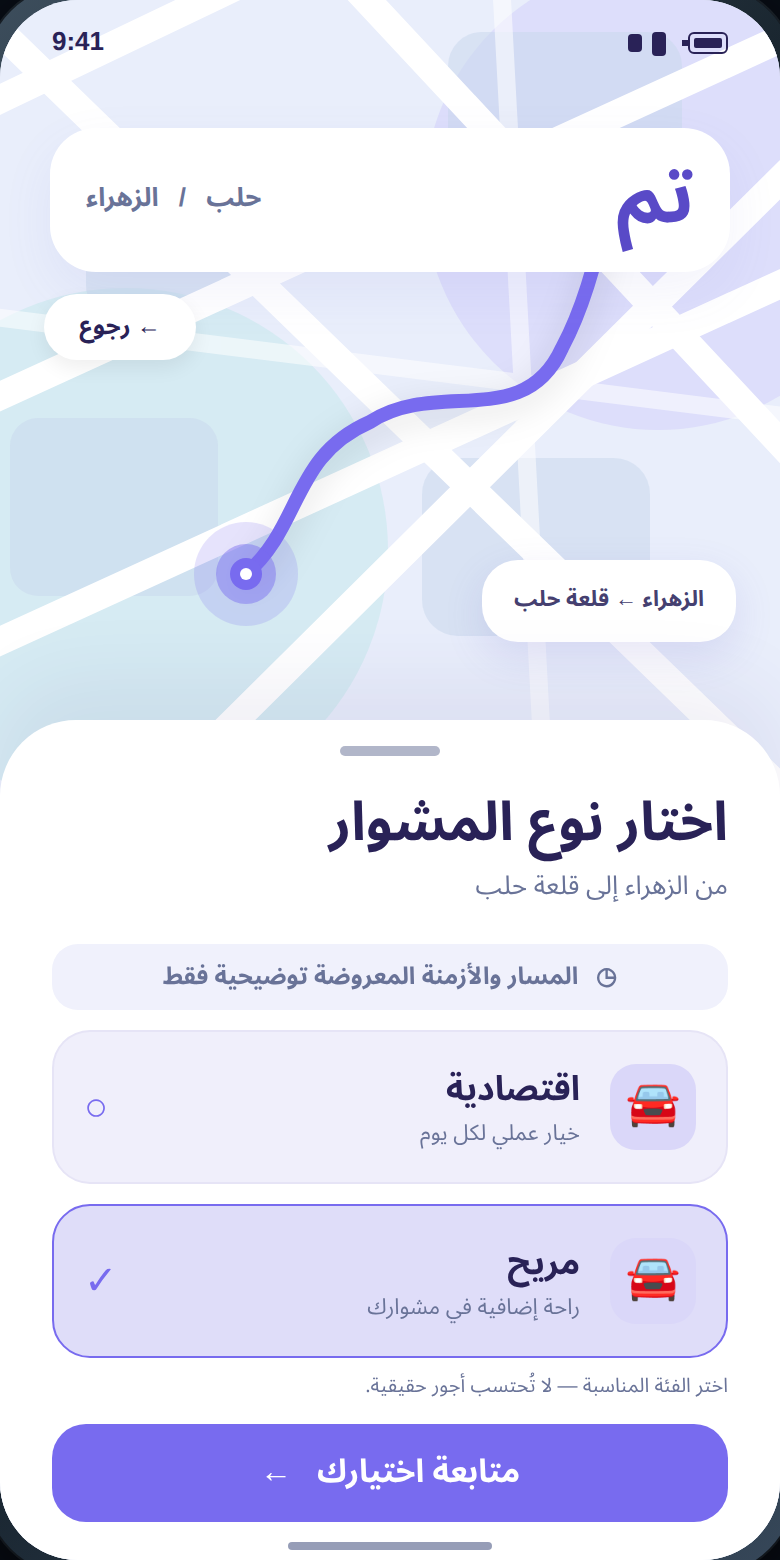 9:41
تم
حلب / الزهراء
← رجوع
الزهراء ← قلعة حلب
اختار نوع المشوار
من الزهراء إلى قلعة حلب
المسار والأزمنة المعروضة توضيحية فقط
اقتصادية
خيار عملي لكل يوم
مريح
راحة إضافية في مشوارك
اختر الفئة المناسبة — لا تُحتسب أجور حقيقية.
متابعة اختيارك ←